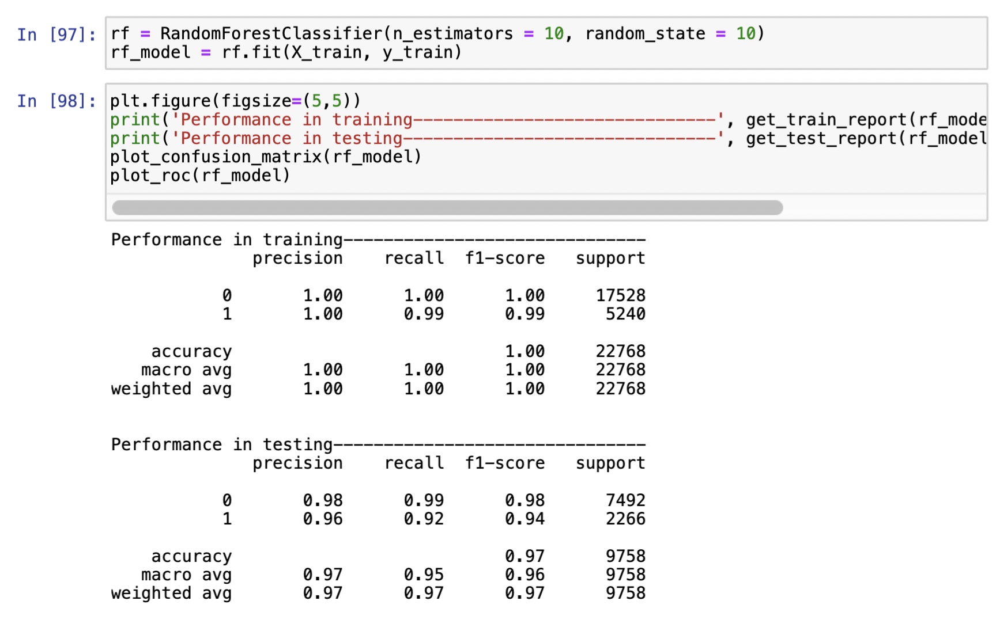 In [97]: rf = RandomForestClassifier(n_estimators = 10, random_state = 10)
rf_model = rf.fit(X_train, y_train)
In [98]: plt.figure(figsize=(5,5))
print('Performance in training------------------------------', get_train_report(rf_mode
print('Performance in testing-------------------------------', get_test_report(rf_model
plot_confusion_matrix(rf_model)
plot_roc(rf_model)
Performance in training------------------------------
precision recall f1-score support
0 1.00 1.00 1.00 17528
1 1.00 0.99 0.99 5240
accuracy 1.00 22768
macro avg 1.00 1.00 1.00 22768
weighted avg 1.00 1.00 1.00 22768
Performance in testing-------------------------------
precision recall f1-score support
0 0.98 0.99 0.98 7492
1 0.96 0.92 0.94 2266
accuracy 0.97 9758
macro avg 0.97 0.95 0.96 9758
weighted avg 0.97 0.97 0.97 9758